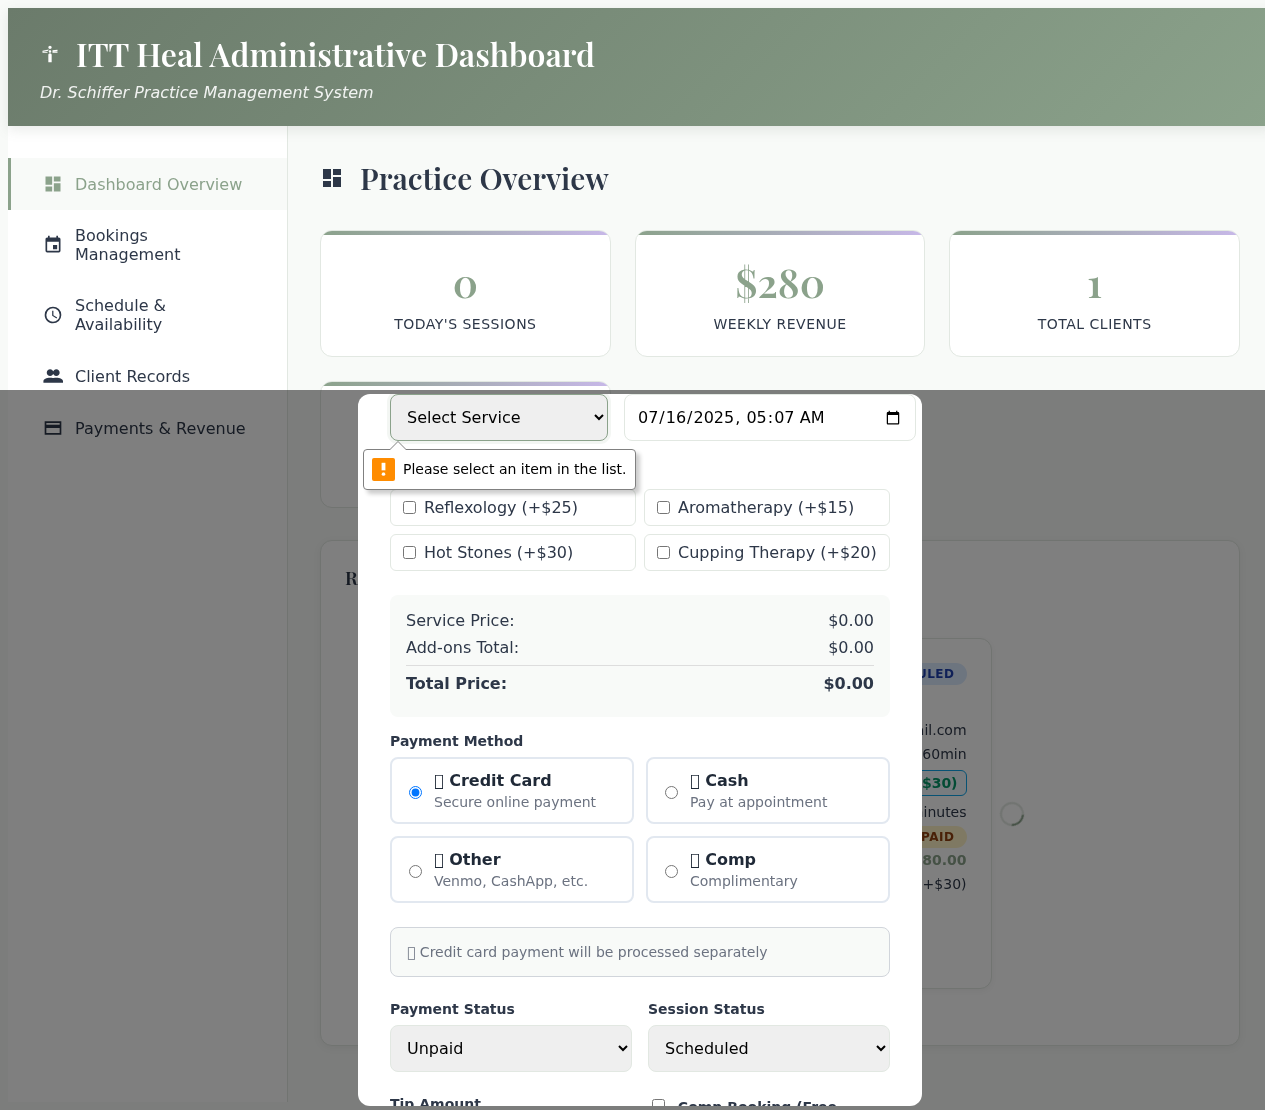 ITT Heal Administrative Dashboard
Dr. Schiffer Practice Management System
Dashboard Overview
Bookings
Management
Schedule &
Availability
Client Records
Payments & Revenue
Practice Overview
0
TODAY'S SESSIONS
$280
WEEKLY REVENUE
1
TOTAL CLIENTS
Select Service
07/16/2025, 05:07 AM
Please select an item in the list.
Reflexology (+$25)
Aromatherapy (+$15)
Hot Stones (+$30)
Cupping Therapy (+$20)
Service Price: $0.00
Add-ons Total: $0.00
Total Price: $0.00
Payment Method
Credit Card
Secure online payment
Cash
Pay at appointment
Other
Venmo, CashApp, etc.
Comp
Complimentary
Credit card payment will be processed separately
Payment Status
Unpaid
Session Status
Scheduled
Tip Amount
Comp Booking (Free
R
ULED
il.com
60min
$30)
inutes
PAID
80.00
+$30)